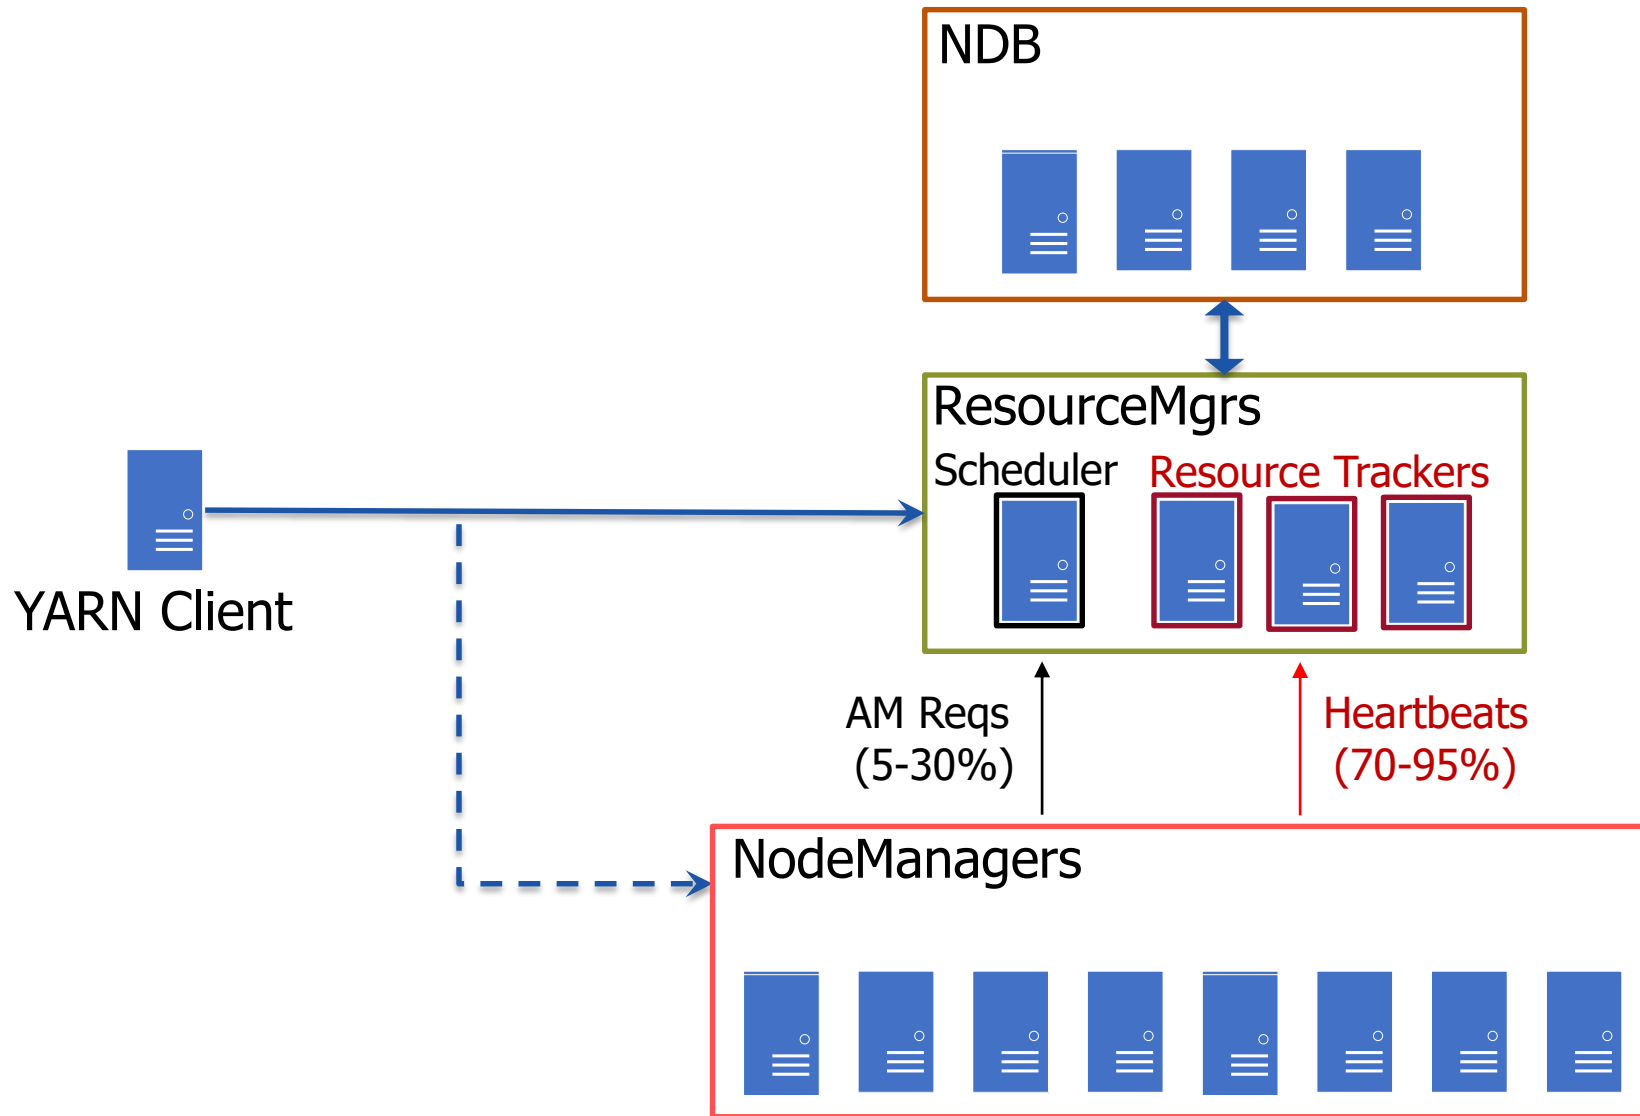 NDB
ResourceMgrs
Scheduler
Resource Trackers
YARN Client
AM Reqs
(5-30%)
Heartbeats
(70-95%)
NodeManagers